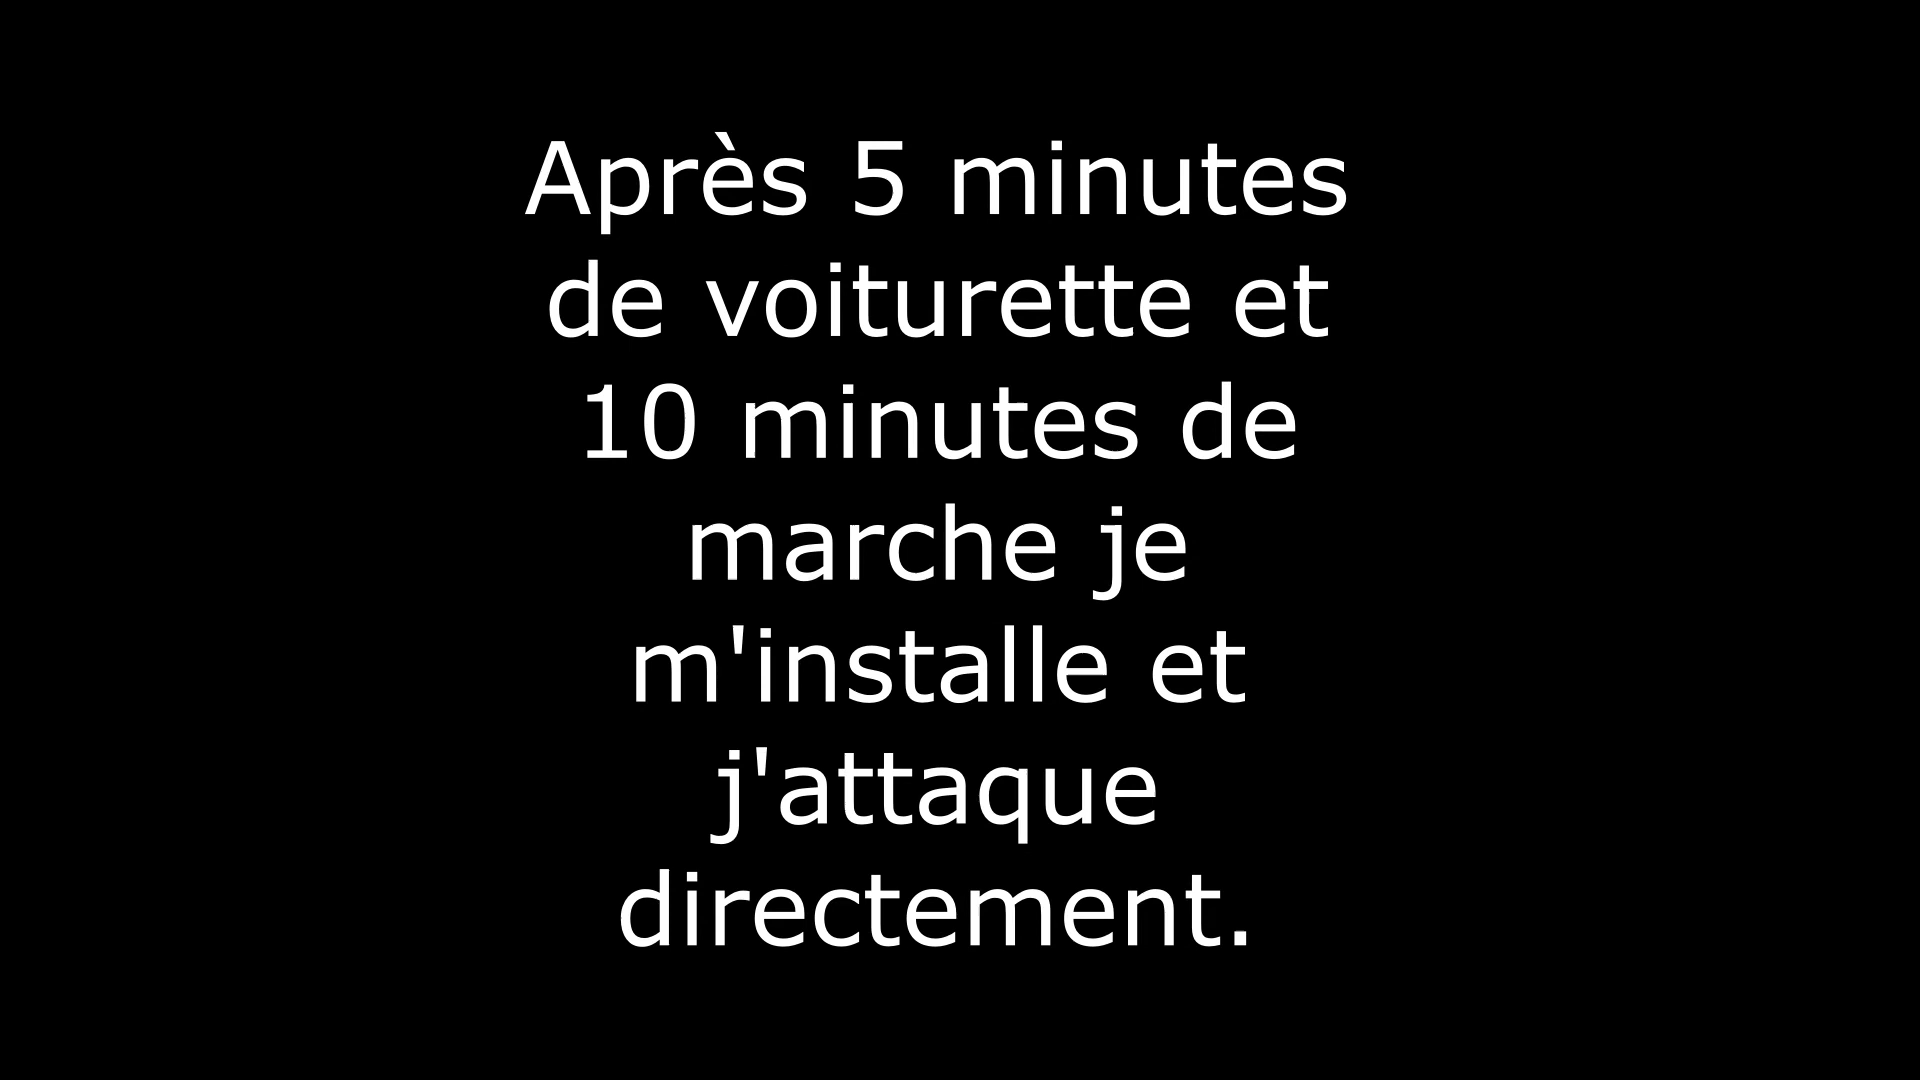 Après 5 minutes
de voiturette et
10 minutes de
marche je
m'installe et
j'attaque
directement.